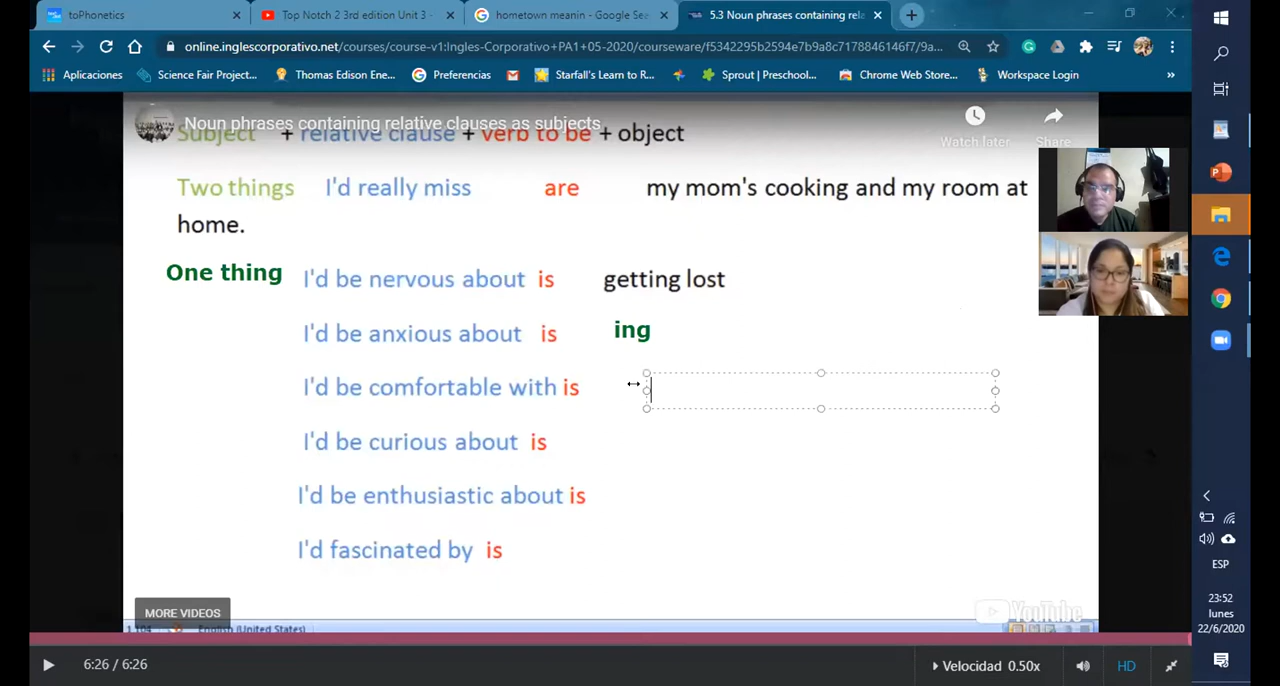 toPhonetics
Top Notch 2 3rd edition Unit 3 -
hometown meanin - Google Sea
5.3 Noun phrases containing rela
online.inglescorporativo.net/courses/course-v1:Ingles-Corporativo+PA1+05-2020/courseware/f5342295b2594e7b9a8c7178846146f7/9a...
Aplicaciones
Science Fair Project...
Thomas Edison Ene...
Preferencias
Starfall's Learn to R...
Sprout | Preschool...
Chrome Web Store...
Workspace Login
»
Noun phrases containing relative clauses as subjects
Watch later
Share
Subject + relative clause + verb to be + object
Two things I'd really miss are my mom's cooking and my room at
home.
One thing I'd be nervous about is getting lost
I'd be anxious about is ing
I'd be comfortable with is
I'd be curious about is
I'd be enthusiastic about is
I'd fascinated by is
MORE VIDEOS
YouTube
English (United States)
6:26 / 6:26
Velocidad 0.50x
HD
ESP
23:52
lunes
22/6/2020